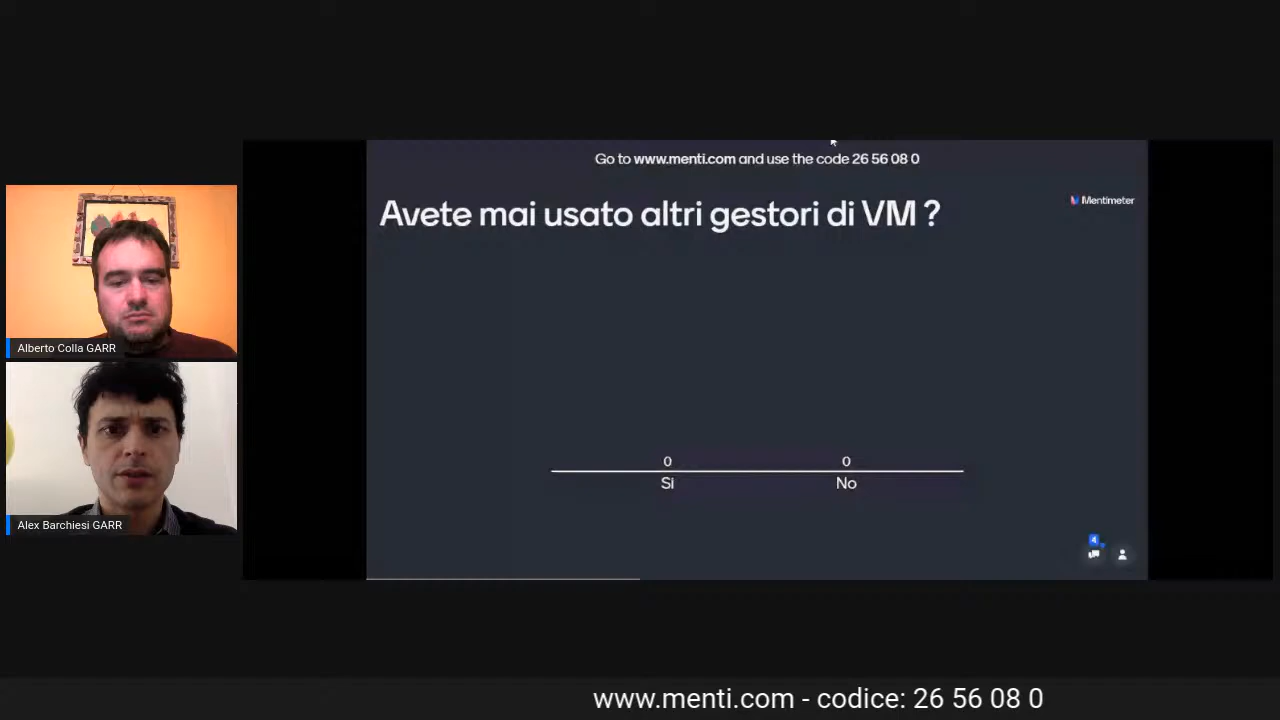 Go to www.menti.com and use the code 26 56 08 0
Avete mai usato altri gestori di VM ?
Mentimeter
Alberto Colla GARR
Alex Barchiesi GARR
0 0
Si No
4
www.menti.com - codice: 26 56 08 0